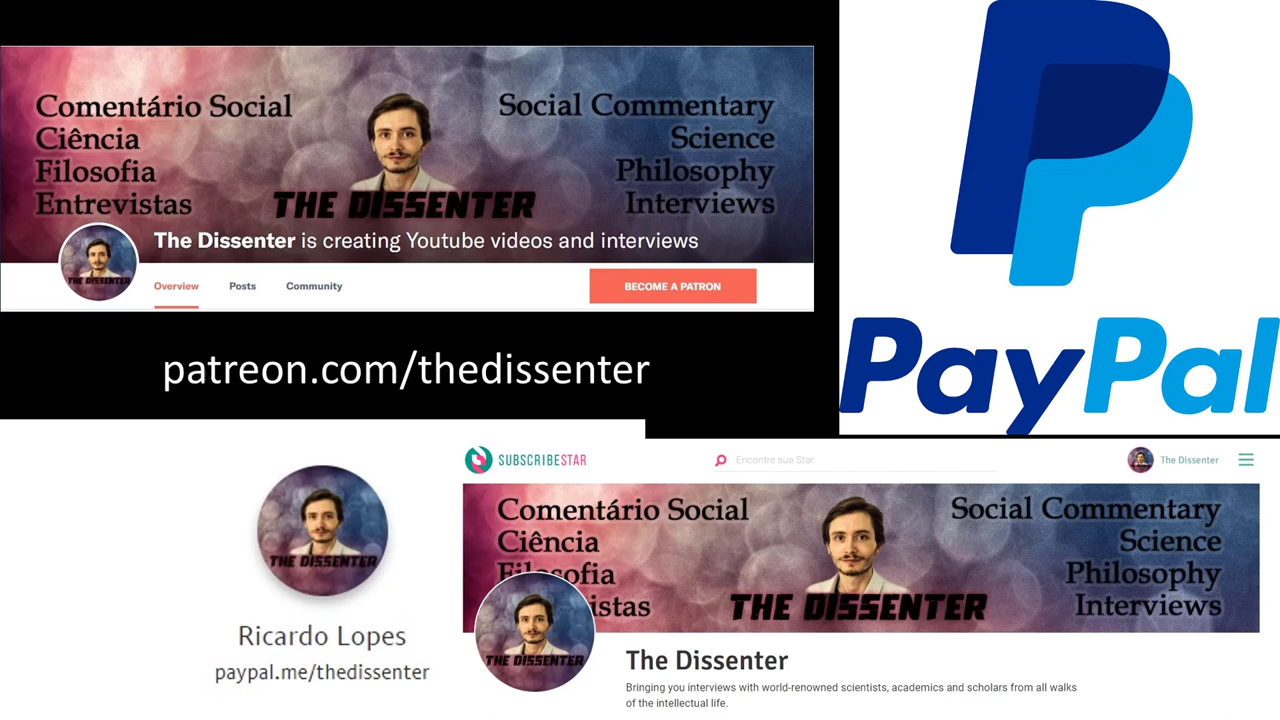 Comentário Social
Ciência
Filosofia
Entrevistas
Social Commentary
Science
Philosophy
Interviews
THE DISSENTER
The Dissenter is creating Youtube videos and interviews
THE DISSENTER
Overview Posts Community
BECOME A PATRON
patreon.com/thedissenter
PayPal
THE DISSENTER
Ricardo Lopes
paypal.me/thedissenter
SUBSCRIBESTAR
Encontre sua Star
The Dissenter
Comentário Social
Ciência
Filosofia
istas
Social Commentary
Science
Philosophy
Interviews
THE DISSENTER
THE DISSENTER
The Dissenter
Bringing you interviews with world-renowned scientists, academics and scholars from all walks
of the intellectual life.